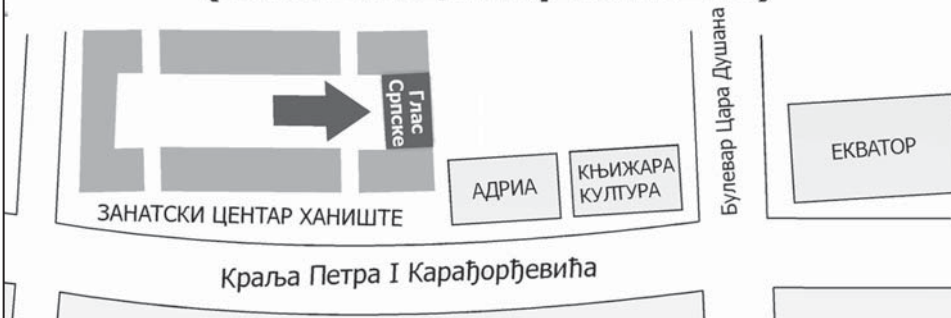 Глас
Српске
АДРИА
КЊИЖАРА
КУЛТУРА
Булевар Цара Душана
ЕКВАТОР
ЗАНАТСКИ ЦЕНТАР ХАНИШТЕ
Краља Петра I Карађорђевића